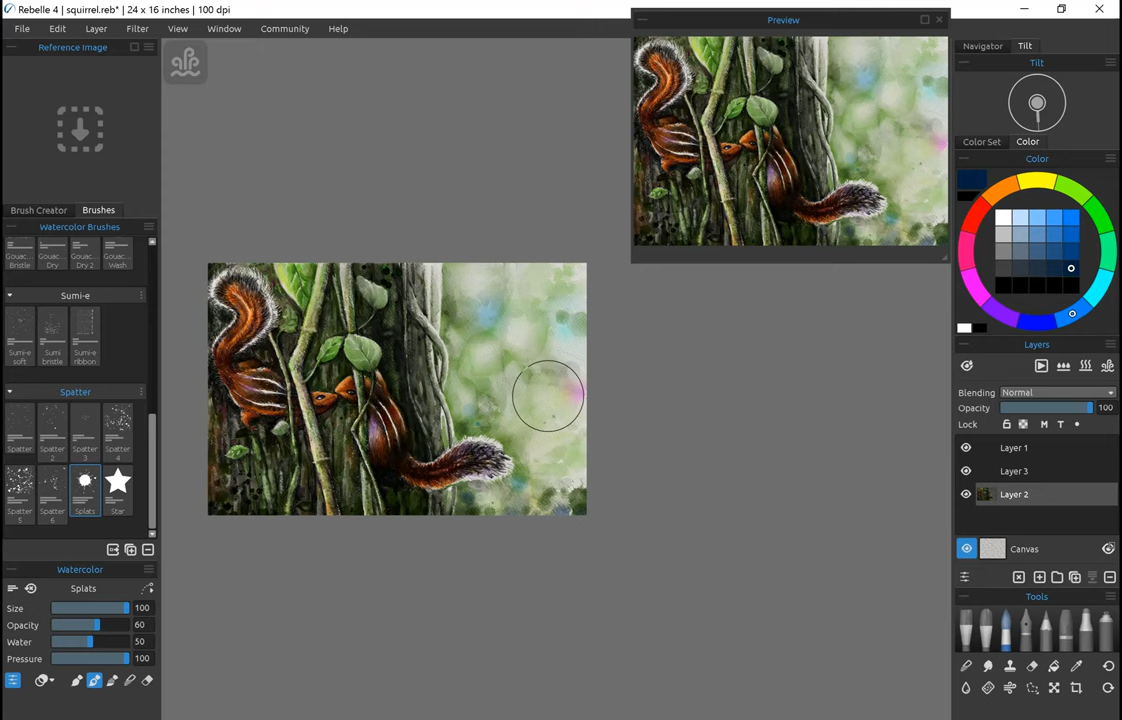 Rebelle 4 | squirrel.reb* | 24 x 16 inches | 100 dpi
File Edit Layer Filter View Window Community Help
Reference Image
Brush Creator Brushes
Watercolor Brushes
Gouac... Bristle
Gouac... Dry
Gouac... Dry 2
Gouac... Wash
Sumi-e
Sumi-e soft
Sumi bristle
Sumi-e ribbon
Spatter
Spatter
Spatter 2
Spatter 3
Spatter 4
Spatter 5
Spatter 6
Splats
Star
Watercolor
Splats
Size 100
Opacity 60
Water 50
Pressure 100
Preview
Navigator Tilt
Tilt
Color Set Color
Color
Layers
Blending Normal
Opacity 100
Lock M T
Layer 1
Layer 3
Layer 2
Canvas
Tools